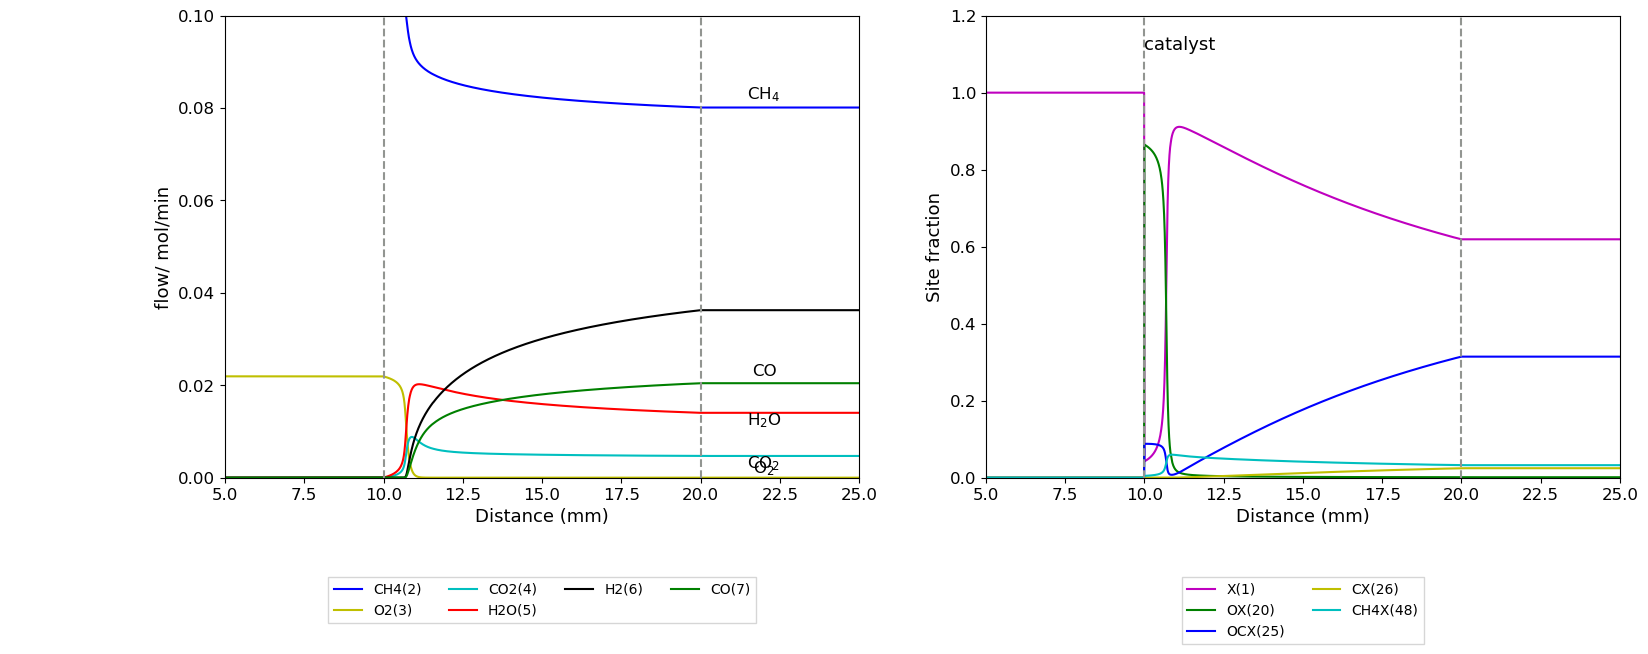 0.10
0.08
0.06
0.04
0.02
0.00
flow/ mol/min
CH4
CO
H2O
CO2
O2
5.0 7.5 10.0 12.5 15.0 17.5 20.0 22.5 25.0
Distance (mm)
CH4(2) CO2(4) H2(6) CO(7)
O2(3) H2O(5)
1.2
1.0
0.8
0.6
0.4
0.2
0.0
Site fraction
catalyst
5.0 7.5 10.0 12.5 15.0 17.5 20.0 22.5 25.0
Distance (mm)
X(1) CX(26)
OX(20) CH4X(48)
OCX(25)